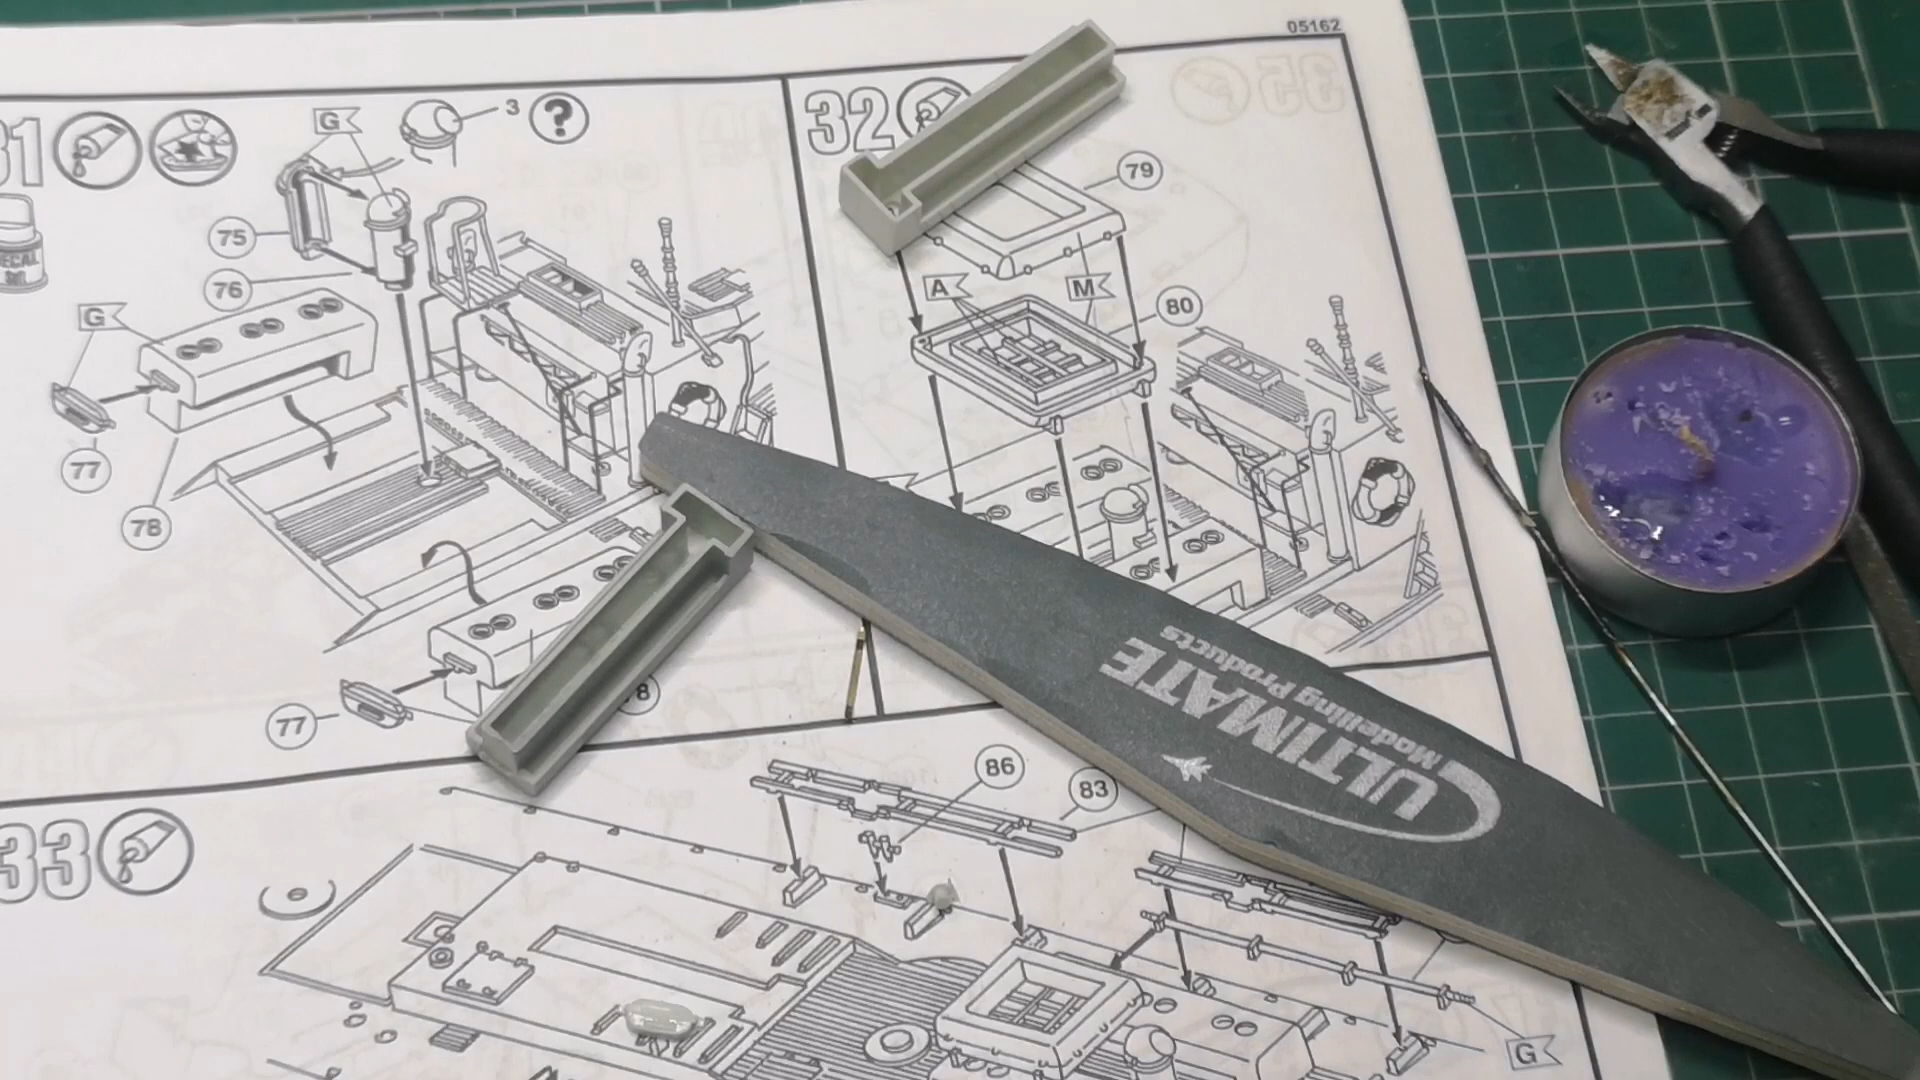 05162
31
G
3
?
75
76
G
77
78
DECAL
77
32
79
A
M
80
33
86
83
G
ULTIMATE
Modelling Products